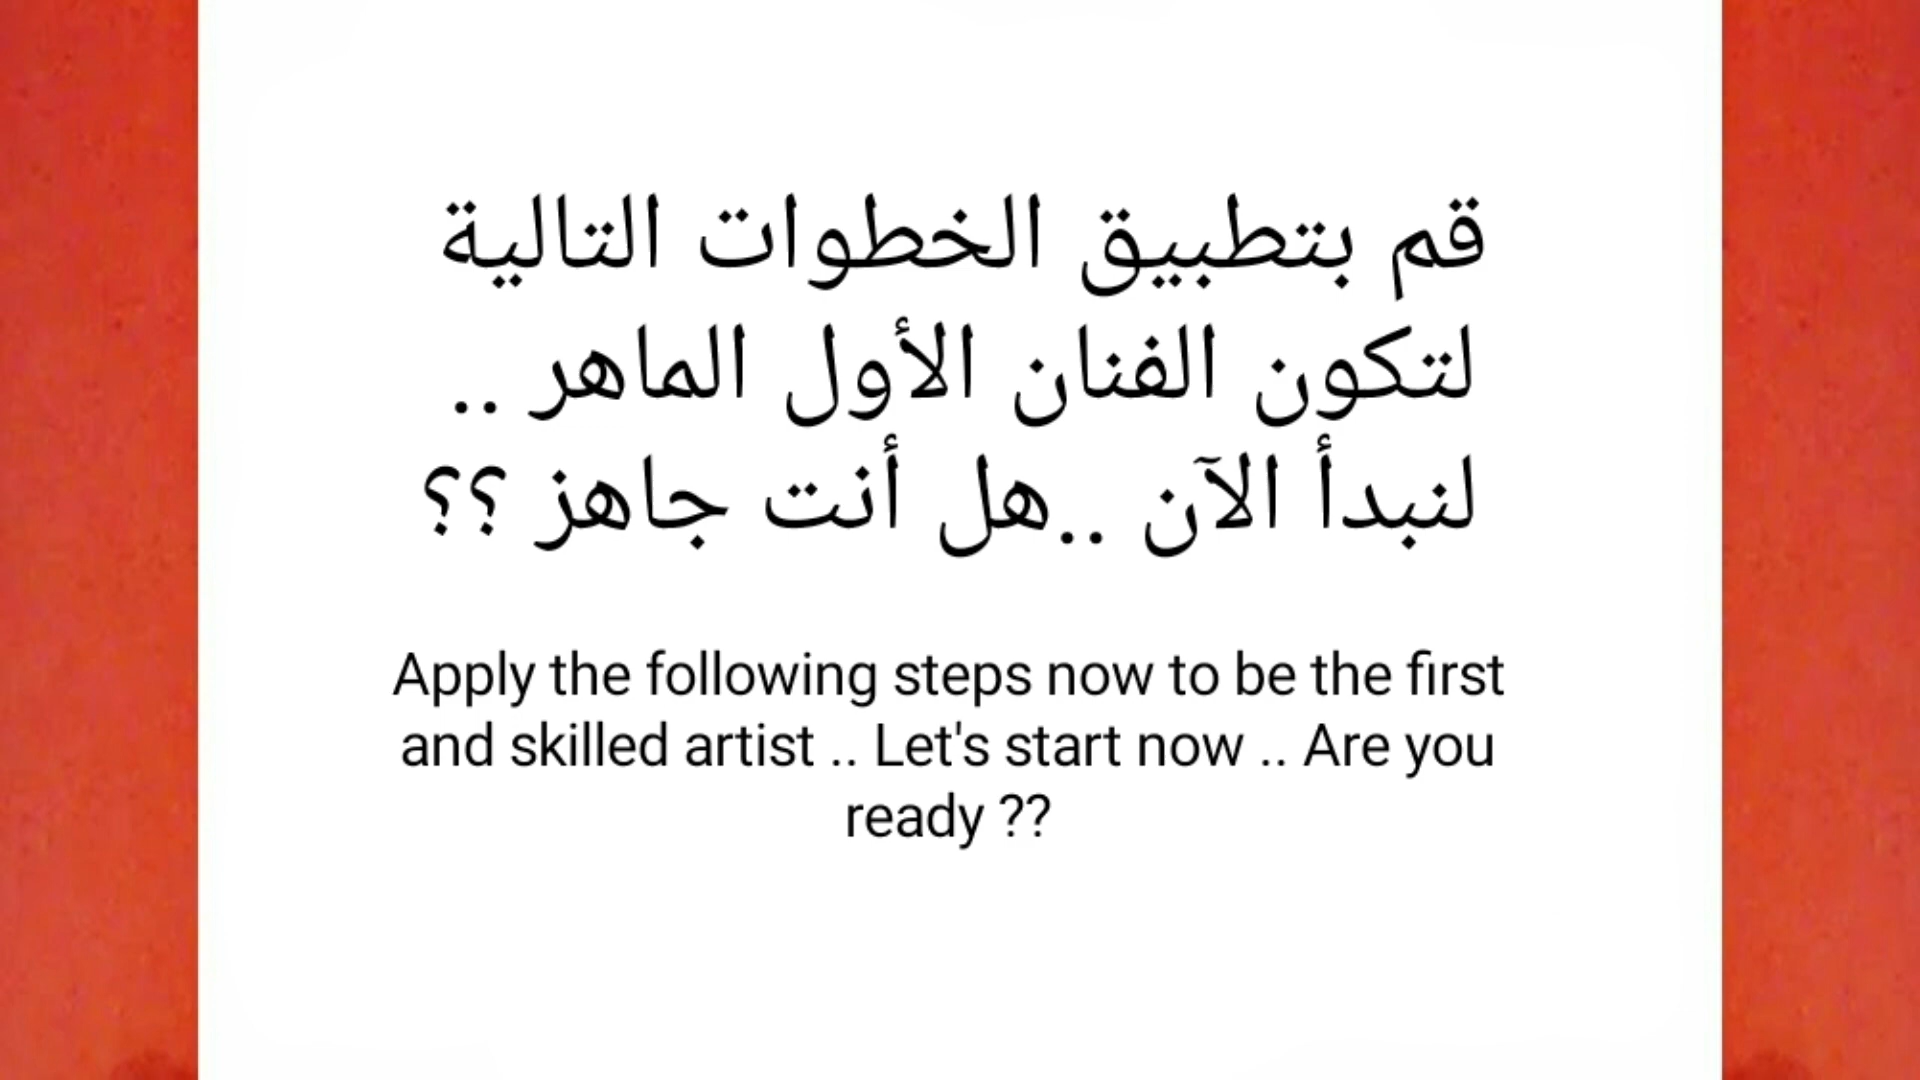 قم بتطبيق الخطوات التالية
لتكون الفنان الأول الماهر ..
لنبدأ الآن ..هل أنت جاهز ؟؟
Apply the following steps now to be the first
and skilled artist .. Let's start now .. Are you
ready ??